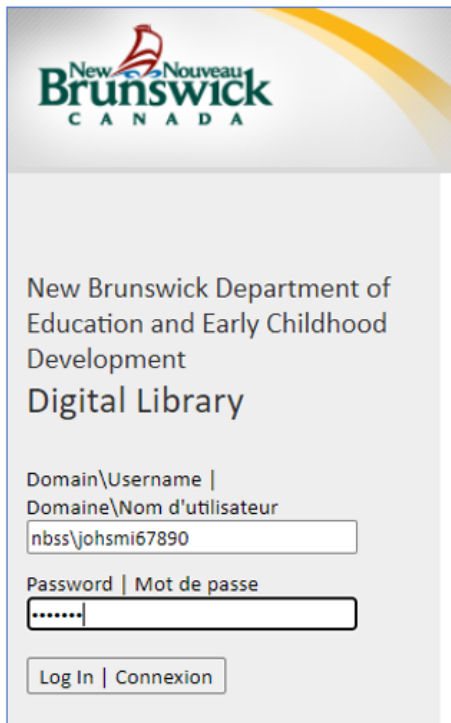 New Nouveau
Brunswick
CANADA
New Brunswick Department of
Education and Early Childhood
Development
Digital Library
Domain\Username |
Domaine\Nom d'utilisateur
nbss\johsmi67890
Password | Mot de passe
•••••••
Log In | Connexion